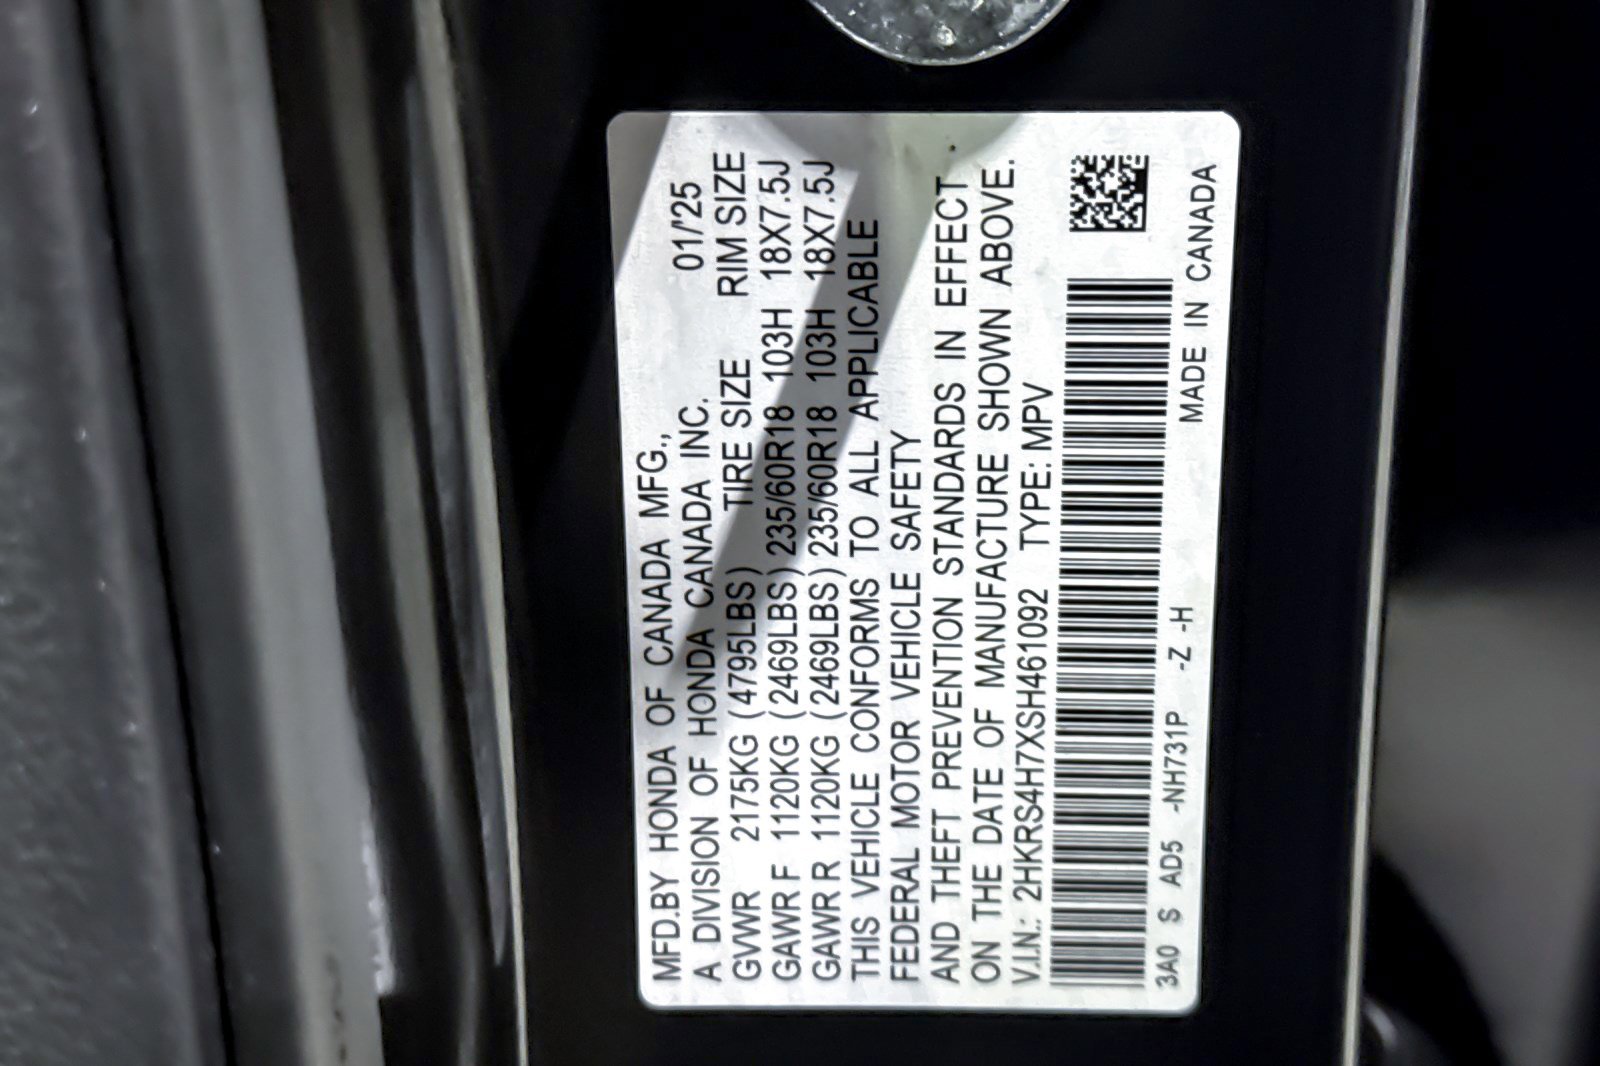 MFD.BY HONDA OF CANADA MFG.,
A DIVISION OF HONDA CANADA INC. 01/'25
GVWR 2175KG (4795LBS) TIRE SIZE RIM SIZE
GAWR F 1120KG (2469LBS) 235/60R18 103H 18X7.5J
GAWR R 1120KG (2469LBS) 235/60R18 103H 18X7.5J
THIS VEHICLE CONFORMS TO ALL APPLICABLE
FEDERAL MOTOR VEHICLE SAFETY
AND THEFT PREVENTION STANDARDS IN EFFECT
ON THE DATE OF MANUFACTURE SHOWN ABOVE.
V.I.N.: 2HKRS4H7XSH461092 TYPE: MPV
3A0 S AD5 -NH731P -Z -H MADE IN CANADA